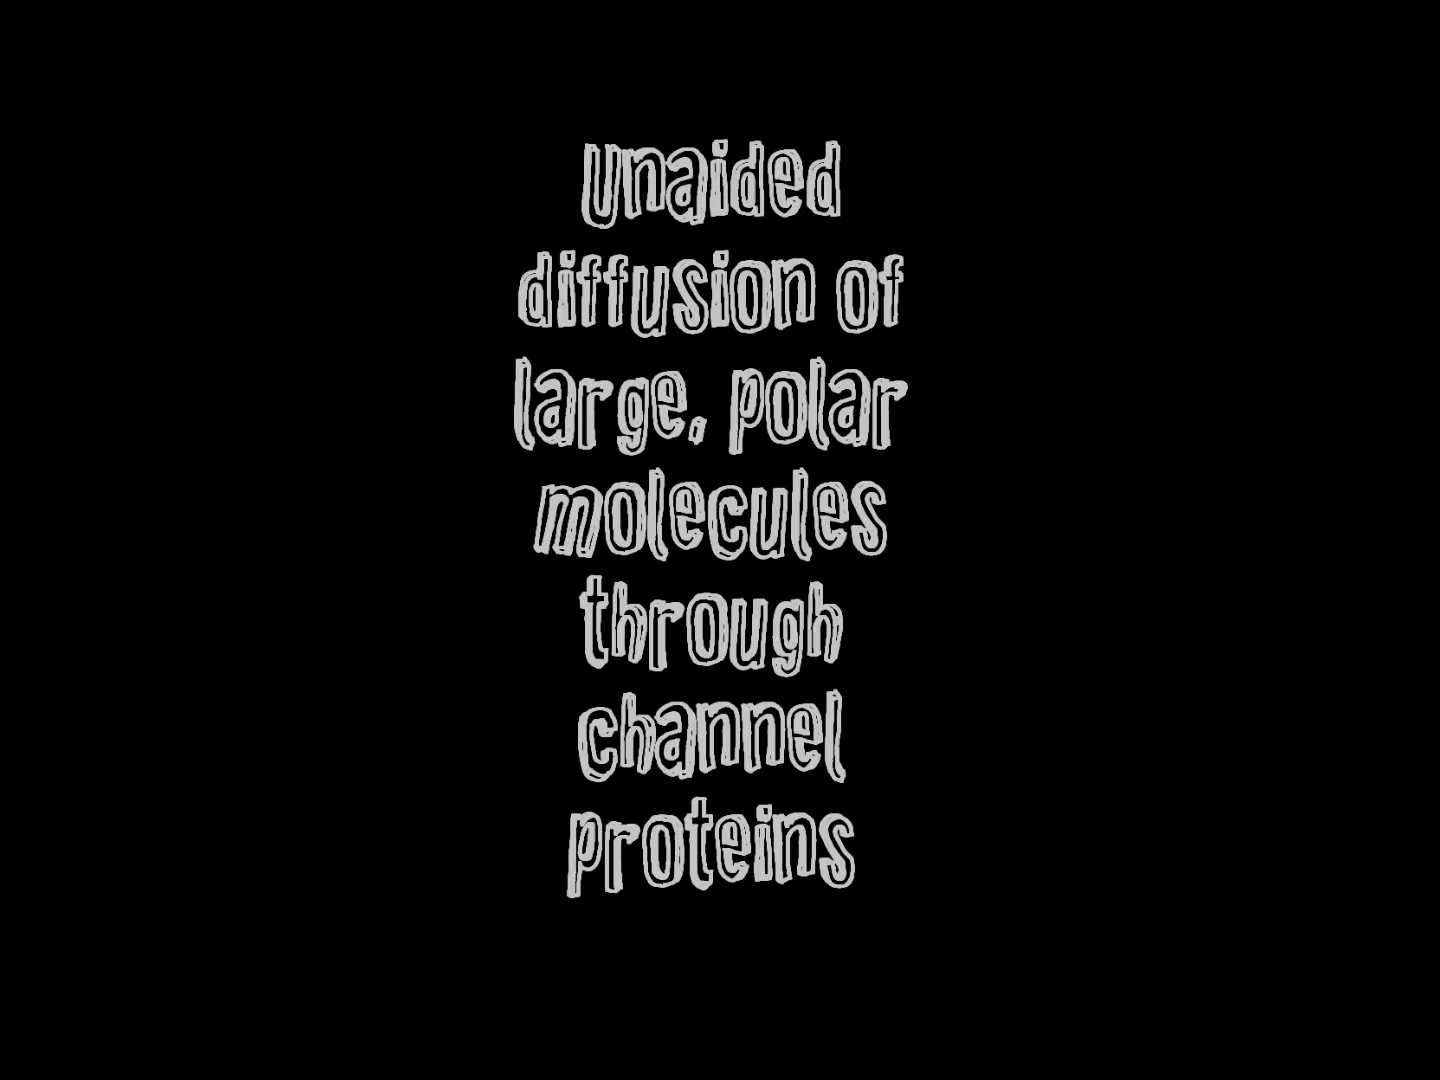 Unaided
diffusion of
large, polar
molecules
through
channel
proteins